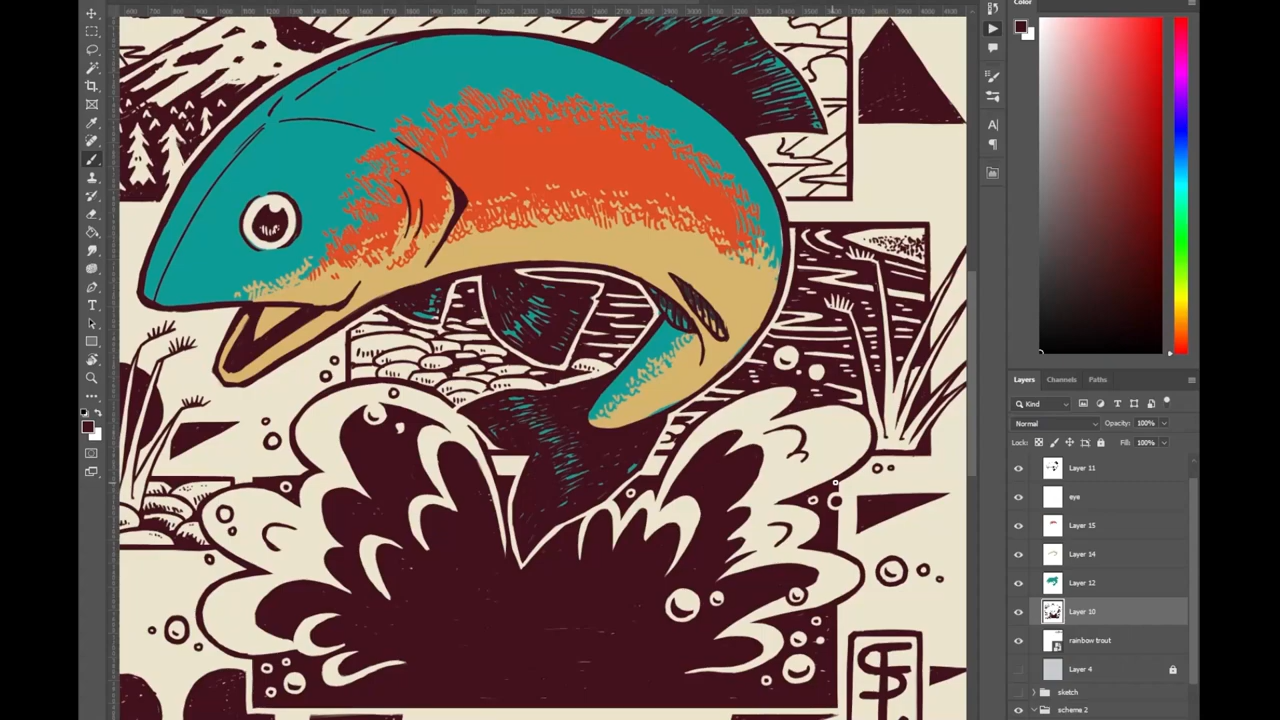 Color
Layers Channels Paths
Kind
Normal Opacity: 100%
Lock: Fill: 100%
Layer 11
eye
Layer 15
Layer 14
Layer 12
Layer 10
rainbow trout
Layer 4
sketch
scheme 2